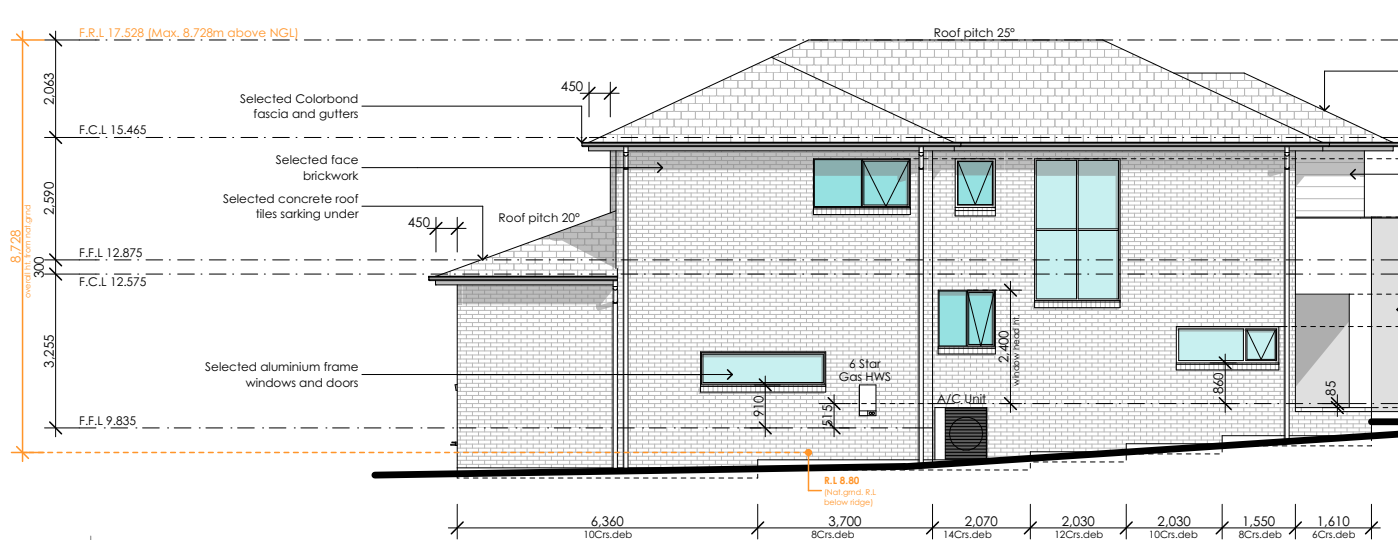 F.R.L 17.528 (Max. 8.728m above NGL)
Roof pitch 25°
2,063
450
Selected Colorbond
fascia and gutters
F.C.L 15.465
Selected face
brickwork
2,590
Selected concrete roof
tiles sarking under
450
Roof pitch 20°
8,728
overall ht. from nat.grnd
F.F.L 12.875
300
F.C.L 12.575
3,255
2,400
window head ht.
Selected aluminium frame
windows and doors
6 Star
Gas HWS
860
85
910
515
A/C Unit
F.F.L 9.835
R.L 8.80
(Nat.grnd. R.L
below ridge)
6,360
3,700
2,070
2,030
2,030
1,550
1,610
10Crs.deb
8Crs.deb
14Crs.deb
12Crs.deb
10Crs.deb
8Crs.deb
6Crs.deb